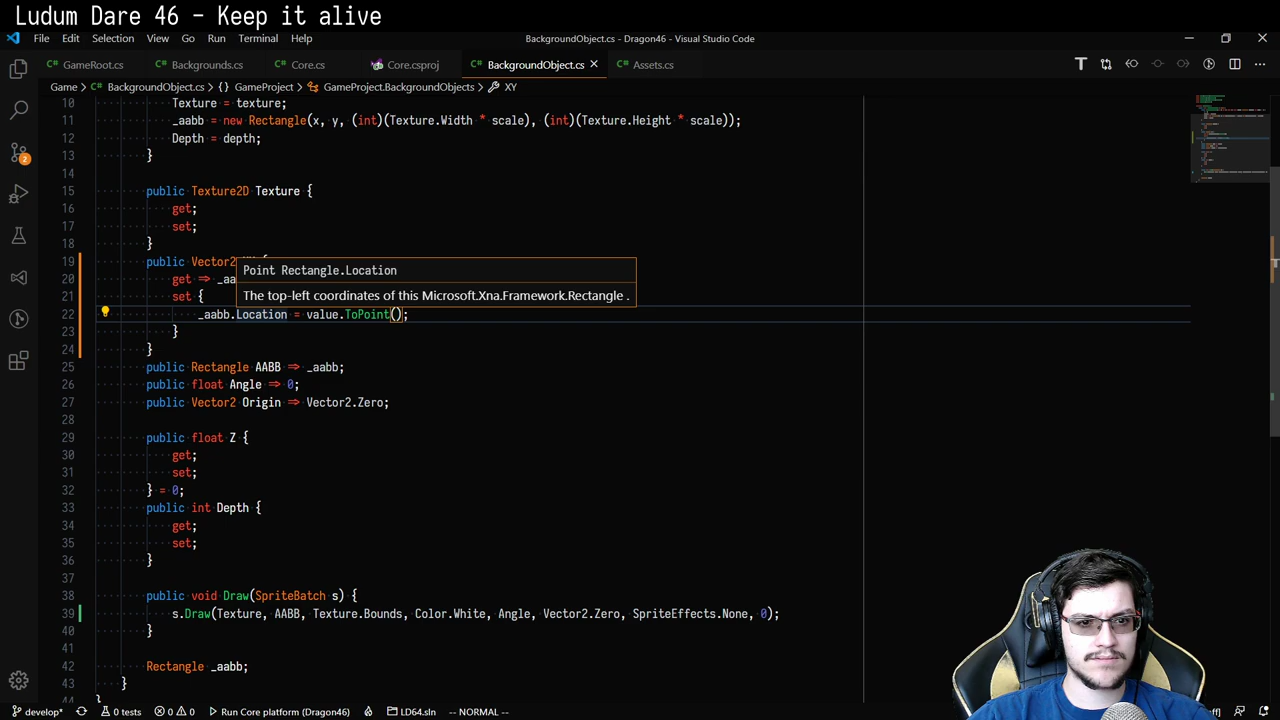 Ludum Dare 46 - Keep it alive
File Edit Selection View Go Run Terminal Help
BackgroundObject.cs - Dragon46 - Visual Studio Code
GameRoot.cs Backgrounds.cs Core.cs Core.csproj BackgroundObject.cs Assets.cs
Game > BackgroundObject.cs > {} GameProject > GameProject.BackgroundObjects > XY
10 Texture = texture;
11 _aabb = new Rectangle(x, y, (int)(Texture.Width * scale), (int)(Texture.Height * scale));
12 Depth = depth;
13 }
14
15 public Texture2D Texture {
16 get;
17 set;
18 }
19 public Vector2
Point Rectangle.Location
20 get => _aa
The top-left coordinates of this Microsoft.Xna.Framework.Rectangle .
21 set {
22 _aabb.Location = value.ToPoint();
23 }
24 }
25 public Rectangle AABB => _aabb;
26 public float Angle => 0;
27 public Vector2 Origin => Vector2.Zero;
28
29 public float Z {
30 get;
31 set;
32 } = 0;
33 public int Depth {
34 get;
35 set;
36 }
37
38 public void Draw(SpriteBatch s) {
39 s.Draw(Texture, AABB, Texture.Bounds, Color.White, Angle, Vector2.Zero, SpriteEffects.None, 0);
40 }
41
42 Rectangle _aabb;
43 }
44
2
develop* 0 tests 0 0 Run Core platform (Dragon46) LD64.sln -- NORMAL --